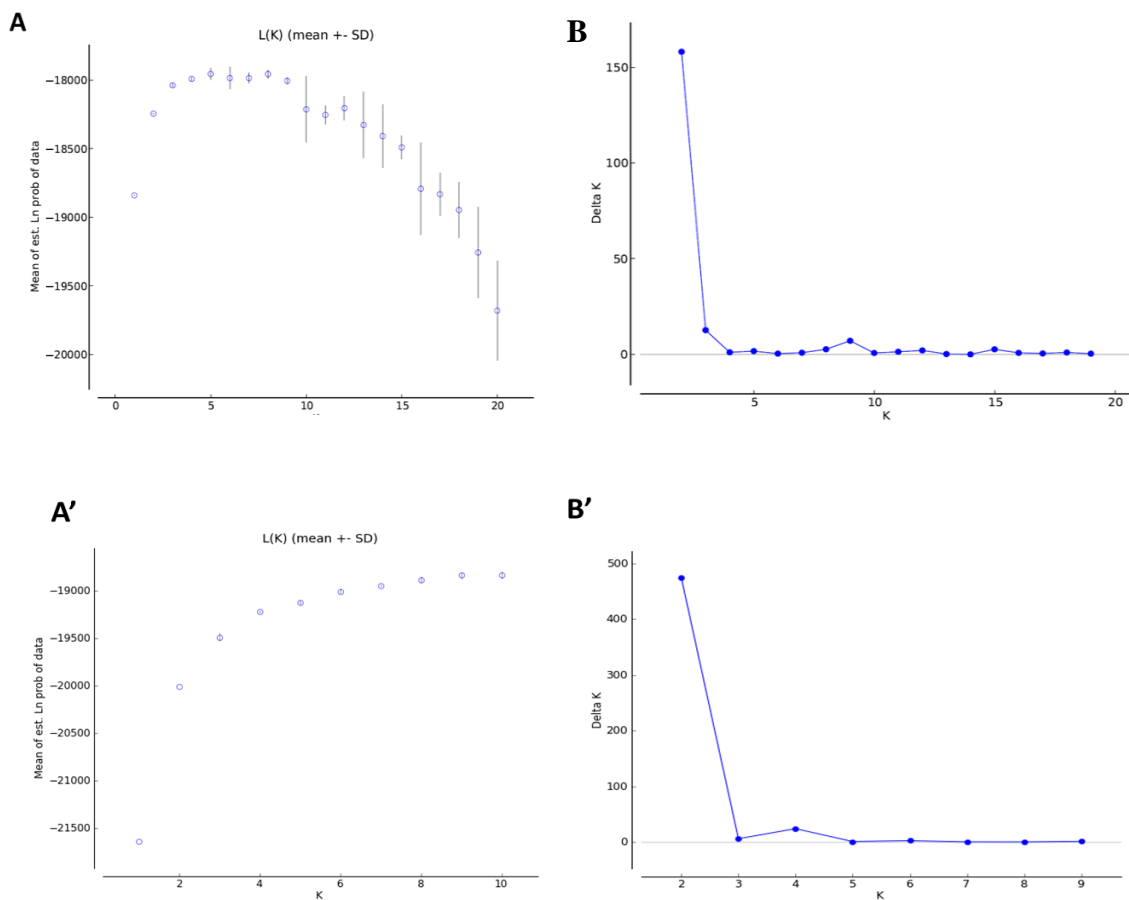 A
L(K) (mean +- SD)
Mean of est. Ln prob of data
−18000
−18500
−19000
−19500
−20000
0 5 10 15 20
B
Delta K
150
100
50
0
5 10 15 20
K
A’
L(K) (mean +- SD)
Mean of est. Ln prob of data
−19000
−19500
−20000
−20500
−21000
−21500
2 4 6 8 10
K
B’
Delta K
500
400
300
200
100
0
2 3 4 5 6 7 8 9
K